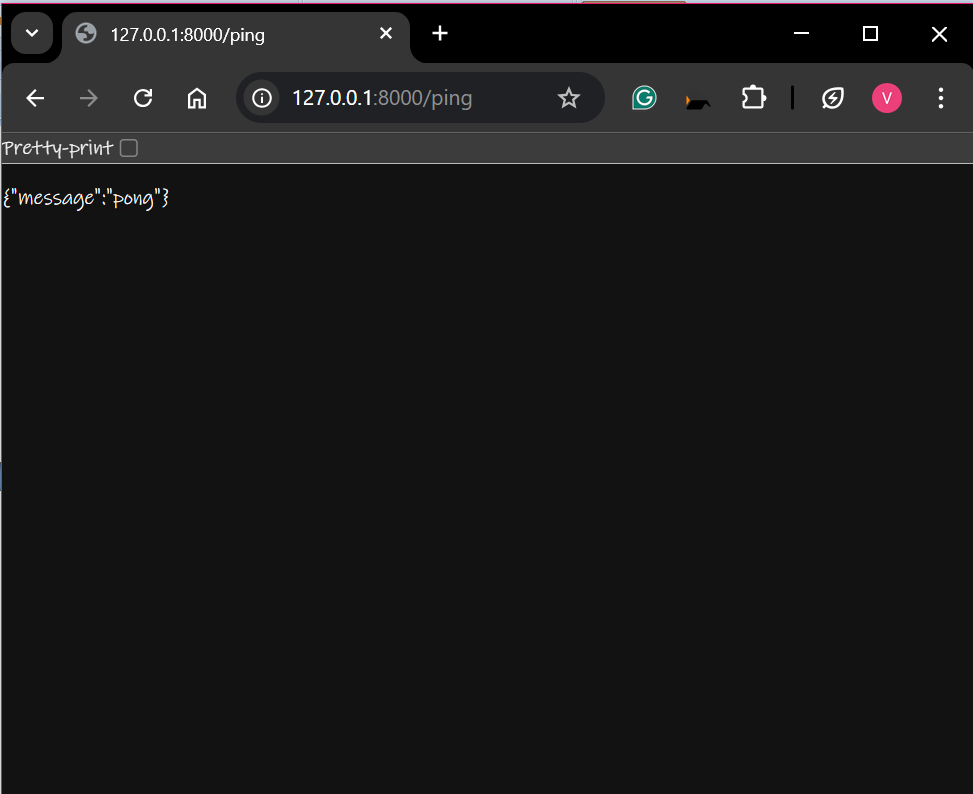 127.0.0.1:8000/ping
127.0.0.1:8000/ping
V
Pretty-print
{"message":"pong"}